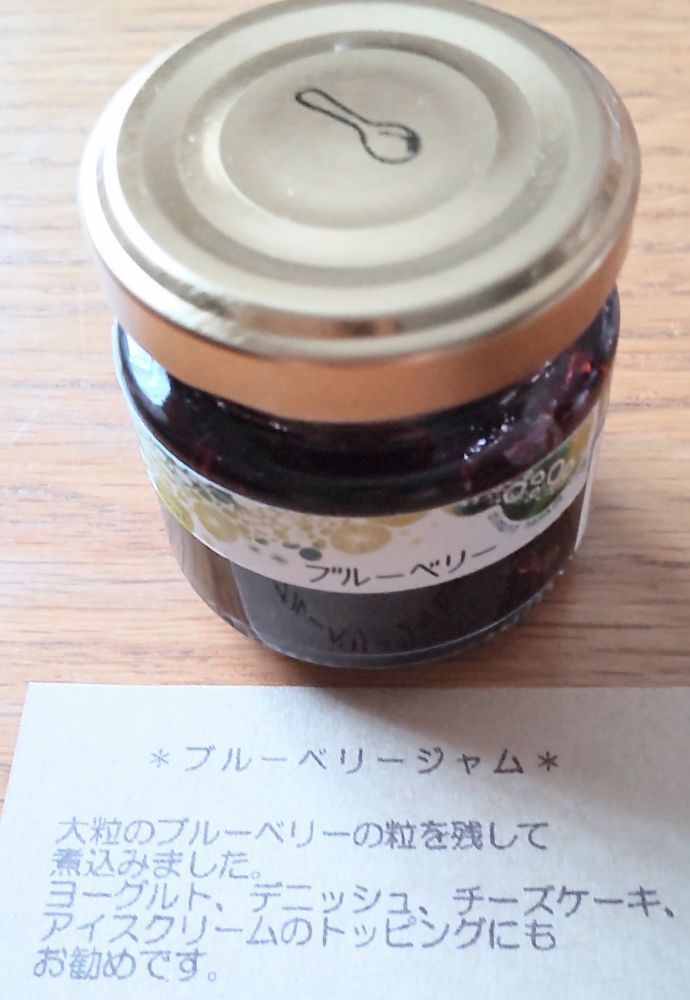 ブルーベリー
＊ブルーベリージャム＊
大粒のブルーベリーの粒を残して
煮込みました。
ヨーグルト、デニッシュ、チーズケーキ、
アイスクリームのトッピングにも
お勧めです。